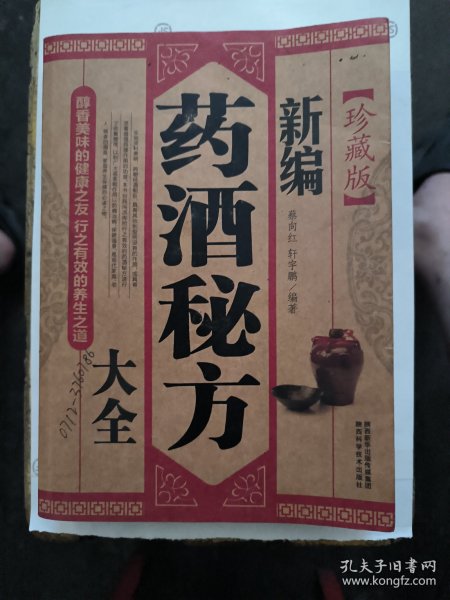 【珍藏版】
新编
蔡向红 轩宇鹏／编著
药酒秘方
大全
醇香美味的健康之友 行之有效的养生之道
0712-3760186
陕西新华出版传媒集团
陕西科学技术出版社
孔夫子旧书网
www.kongfz.com